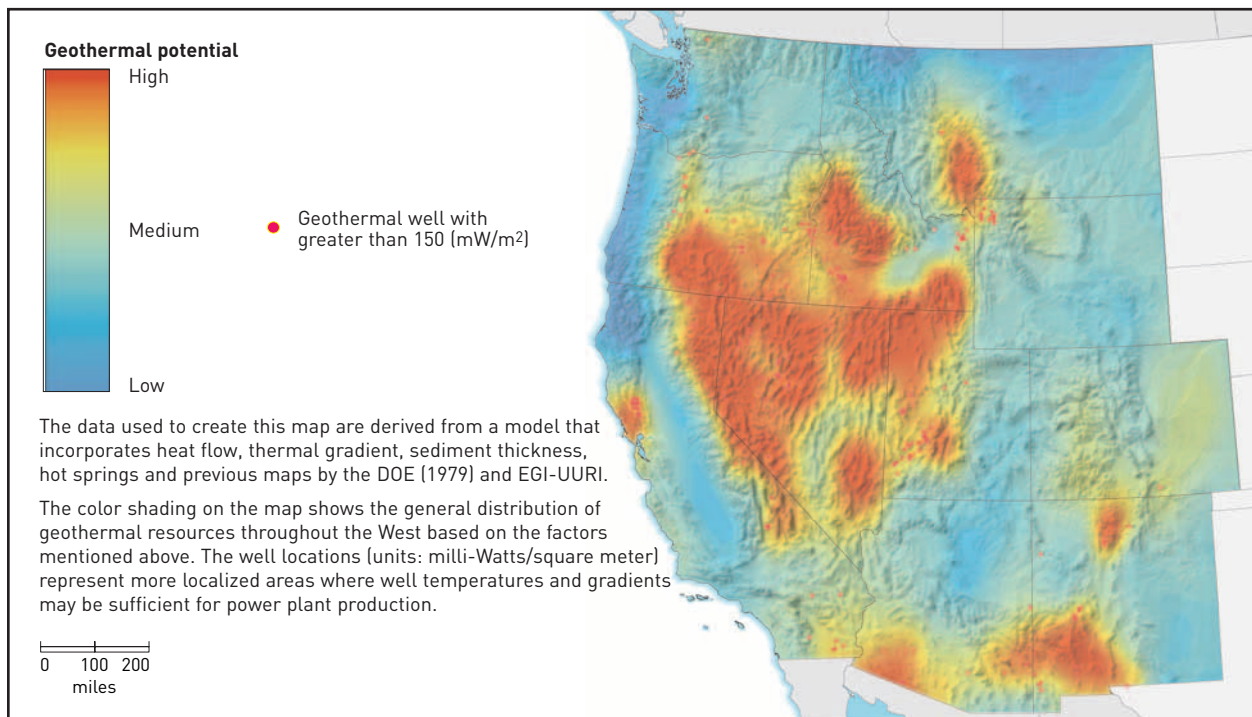 Geothermal potential
High
Medium
Low
Geothermal well with
greater than 150 (mW/m²)
The data used to create this map are derived from a model that
incorporates heat flow, thermal gradient, sediment thickness,
hot springs and previous maps by the DOE (1979) and EGI-UURI.
The color shading on the map shows the general distribution of
geothermal resources throughout the West based on the factors
mentioned above. The well locations (units: milli-Watts/square meter)
represent more localized areas where well temperatures and gradients
may be sufficient for power plant production.
0 100 200
miles